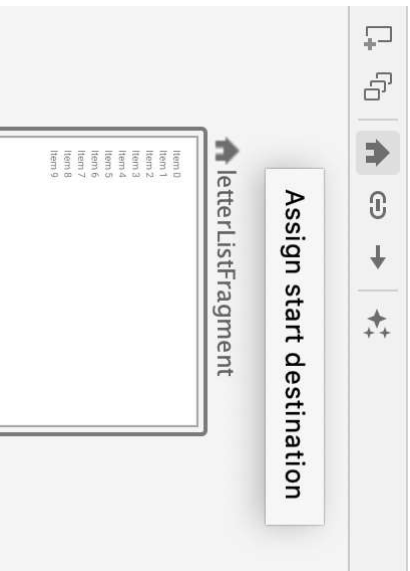 Assign start destination
letterListFragment
Item 0
Item 1
Item 2
Item 3
Item 4
Item 5
Item 6
Item 7
Item 8
Item 9